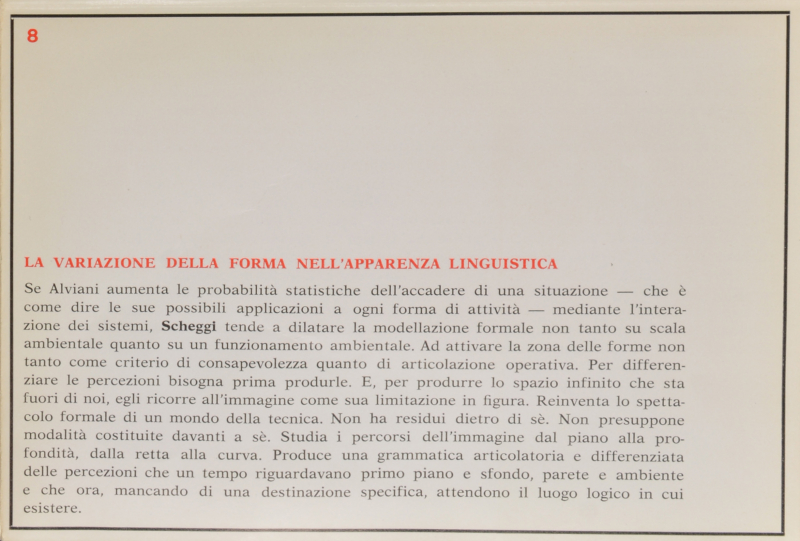 8
LA VARIAZIONE DELLA FORMA NELL'APPARENZA LINGUISTICA
Se Alviani aumenta le probabilità statistiche dell'accadere di una situazione — che è
come dire le sue possibili applicazioni a ogni forma di attività — mediante l'intera-
zione dei sistemi, Scheggi tende a dilatare la modellazione formale non tanto su scala
ambientale quanto su un funzionamento ambientale. Ad attivare la zona delle forme non
tanto come criterio di consapevolezza quanto di articolazione operativa. Per differen-
ziare le percezioni bisogna prima produrle. E, per produrre lo spazio infinito che sta
fuori di noi, egli ricorre all'immagine come sua limitazione in figura. Reinventa lo spetta-
colo formale di un mondo della tecnica. Non ha residui dietro di sè. Non presuppone
modalità costituite davanti a sè. Studia i percorsi dell'immagine dal piano alla pro-
fondità, dalla retta alla curva. Produce una grammatica articolatoria e differenziata
delle percezioni che un tempo riguardavano primo piano e sfondo, parete e ambiente
e che ora, mancando di una destinazione specifica, attendono il luogo logico in cui
esistere.